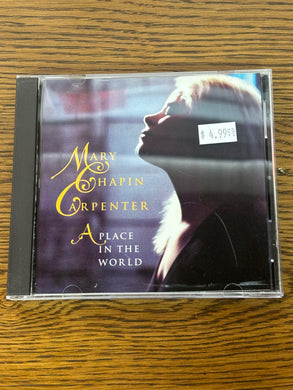 MARY
CHAPIN
CARPENTER
A PLACE
IN THE
WORLD
$4.99